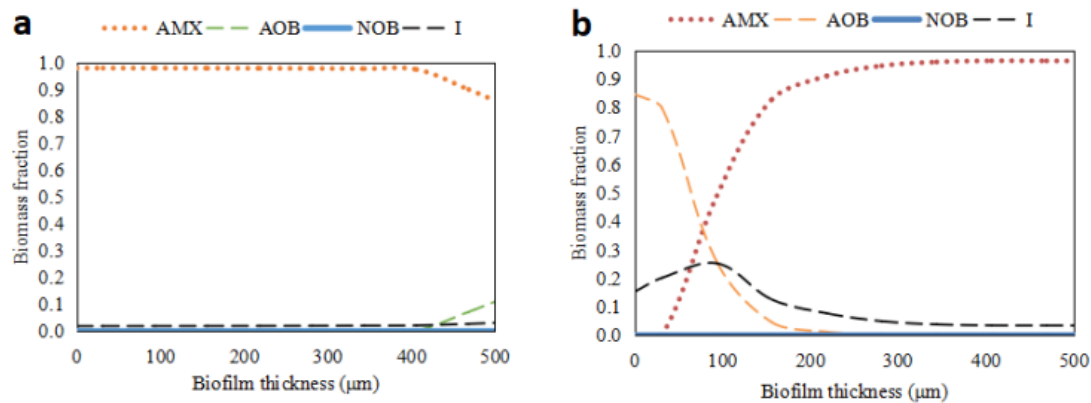 a
AMX AOB NOB I
1.0
0.9
0.8
0.7
0.6
0.5
0.4
0.3
0.2
0.1
0.0
Biomass fraction
0 100 200 300 400 500
Biofilm thickness (μm)
b
AMX AOB NOB I
1.0
0.9
0.8
0.7
0.6
0.5
0.4
0.3
0.2
0.1
0.0
Biomass fraction
0 100 200 300 400 500
Biofilm thickness (μm)